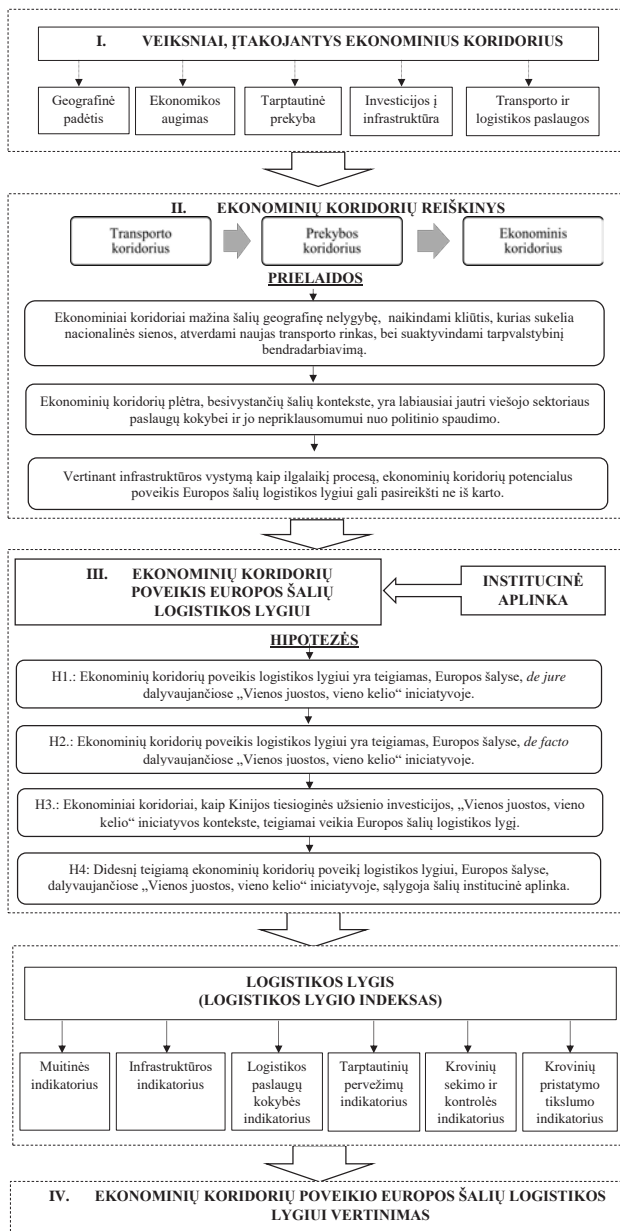 I. VEIKSNIAI, ĮTAKOJANTYS EKONOMINIUS KORIDORIUS
Geografinė
padėtis
Ekonomikos
augimas
Tarptautinė
prekyba
Investicijos į
infrastruktūra
Transporto ir
logistikos paslaugos
II. EKONOMINIŲ KORIDORIŲ REIŠKINYS
Transporto
koridorius
Prekybos
koridorius
Ekonominis
koridorius
PRIELAIDOS
Ekonominiai koridoriai mažina šalių geografinę nelygybę, naikindami kliūtis, kurias sukelia
nacionalinės sienos, atverdami naujas transporto rinkas, bei suaktyvindami tarpvalstybinį
bendradarbiavimą.
Ekonominių koridorių plėtra, besivystančių šalių kontekste, yra labiausiai jautri viešojo sektoriaus
paslaugų kokybei ir jo nepriklausomumui nuo politinio spaudimo.
Vertinant infrastruktūros vystymą kaip ilgalaikį procesą, ekonominių koridorių potencialus
poveikis Europos šalių logistikos lygiui gali pasireikšti ne iš karto.
III. EKONOMINIŲ KORIDORIŲ
POVEIKIS EUROPOS ŠALIŲ
LOGISTIKOS LYGIUI
INSTITUCINĖ
APLINKA
HIPOTEZĖS
H1.: Ekonominių koridorių poveikis logistikos lygiui yra teigiamas, Europos šalyse, de jure
dalyvaujančiose „Vienos juostos, vieno kelio“ iniciatyvoje.
H2.: Ekonominių koridorių poveikis logistikos lygiui yra teigiamas, Europos šalyse, de facto
dalyvaujančiose „Vienos juostos, vieno kelio“ iniciatyvoje.
H3.: Ekonominiai koridoriai, kaip Kinijos tiesioginės užsienio investicijos, „Vienos juostos, vieno
kelio“ iniciatyvos kontekste, teigiamai veikia Europos šalių logistikos lygį.
H4: Didesnį teigiamą ekonominių koridorių poveikį logistikos lygiui, Europos šalyse,
dalyvaujančiose „Vienos juostos, vieno kelio“ iniciatyvoje, sąlygoja šalių institucinė aplinka.
LOGISTIKOS LYGIS
(LOGISTIKOS LYGIO INDEKSAS)
Muitinės
indikatorius
Infrastruktūros
indikatorius
Logistikos
paslaugų
kokybės
indikatorius
Tarptautinių
pervežimų
indikatorius
Krovinių
sekimo ir
kontrolės
indikatorius
Krovinių
pristatymo
tikslumo
indikatorius
IV. EKONOMINIŲ KORIDORIŲ POVEIKIO EUROPOS ŠALIŲ LOGISTIKOS
LYGIUI VERTINIMAS